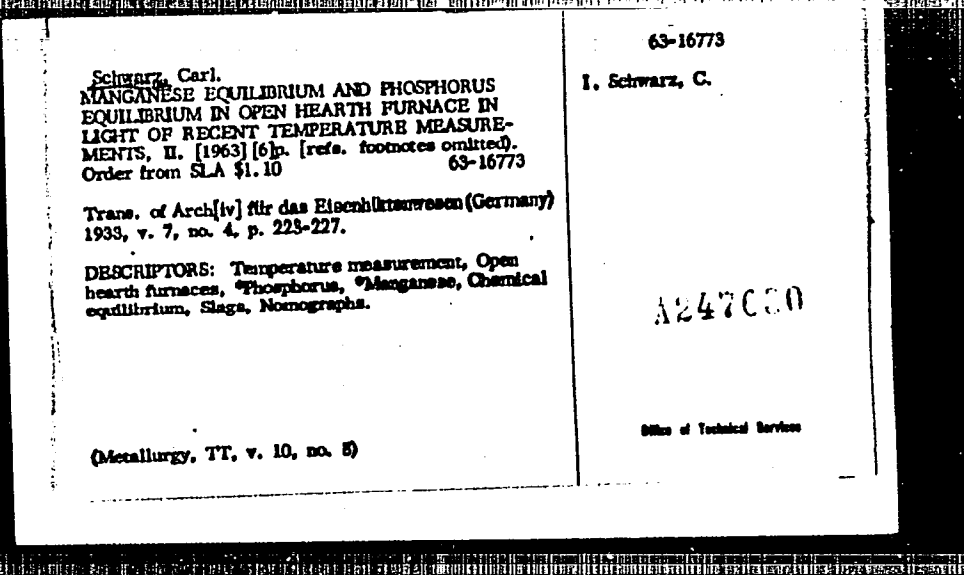 Schwarz, Carl.
MANGANESE EQUILIBRIUM AND PHOSPHORUS
EQUILIBRIUM IN OPEN HEARTH FURNACE IN
LIGHT OF RECENT TEMPERATURE MEASURE-
MENTS, II. [1963] [6]p. [refs. footnotes omitted).
Order from SLA $1.10 63-16773
Trans. of Arch[iv] für das Eisenhüttenwesen (Germany)
1933, v. 7, no. 4, p. 223-227.
DESCRIPTORS: Temperature measurement, Open
hearth furnaces, *Phosphorus, *Manganese, Chemical
equilibrium, Slags, Nomographs.
(Metallurgy, TT, v. 10, no. 5)
63-16773
I. Schwarz, C.
Office of Technical Services